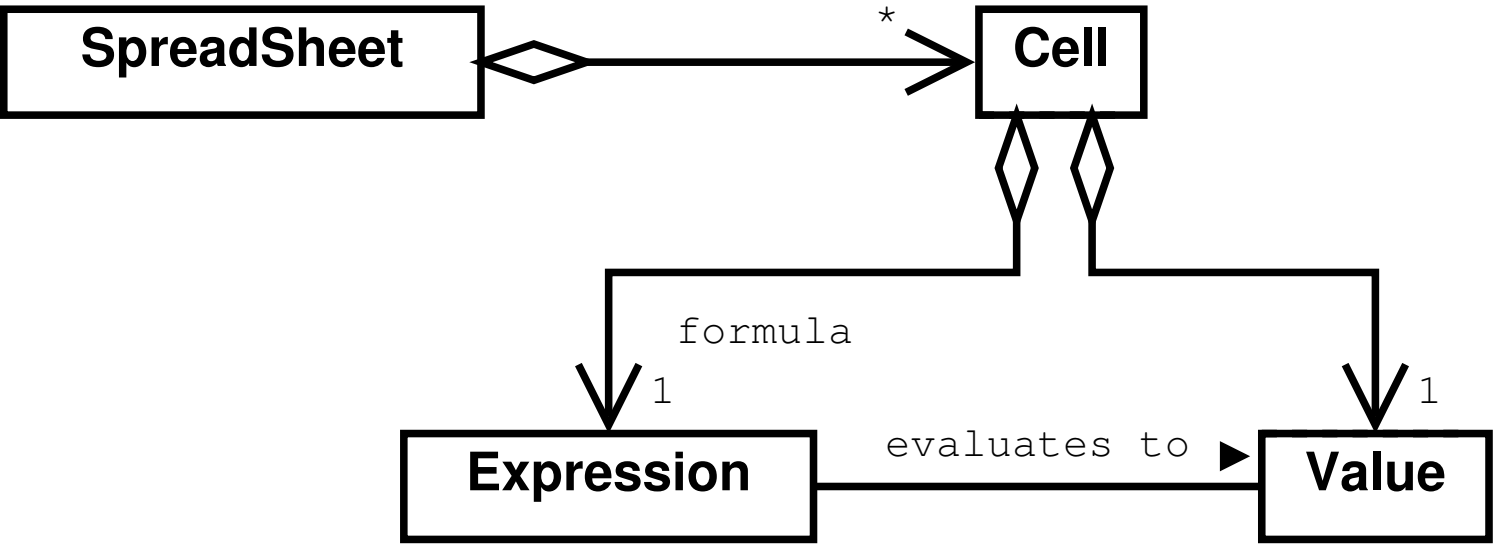 SpreadSheet
*
Cell
formula
1
1
evaluates to ►
Expression
Value